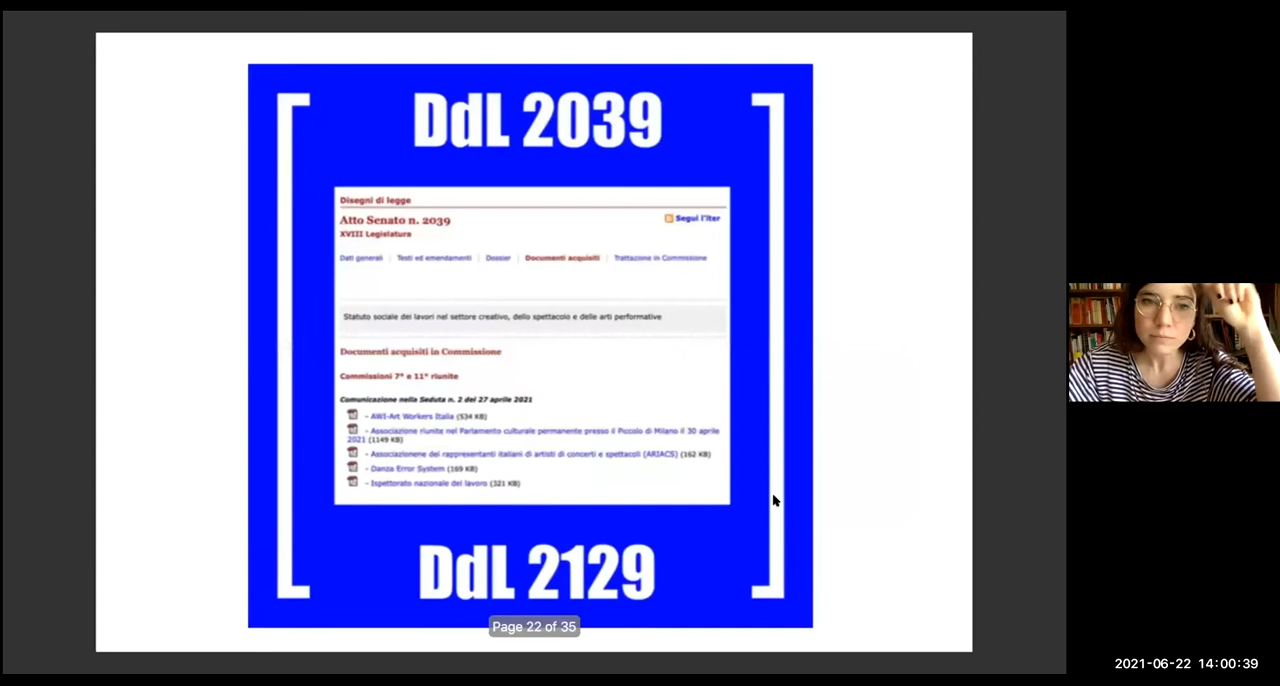 DdL 2039
Disegni di legge
Atto Senato n. 2039
Segui l'iter
XVIII Legislatura
Dati generali | Testi ed emendamenti | Dossier | Documenti acquisiti | Trattazione in Commissione
Statuto sociale dei lavori nel settore creativo, dello spettacolo e delle arti performative
Documenti acquisiti in Commissione
Commissioni 7ª e 11ª riunite
Comunicazione nella Seduta n. 2 del 27 aprile 2021
- AWI-Art Workers Italia (534 KB)
- Associazione riunite nel Parlamento culturale permanente presso il Piccolo di Milano il 30 aprile
2021 (1149 KB)
- Associazionene dei rappresentanti italiani di artisti di concerti e spettacoli (ARIACS) (162 KB)
- Danza Error System (169 KB)
- Ispettorato nazionale del lavoro (321 KB)
DdL 2129
Page 22 of 35
2021-06-22 14:00:39